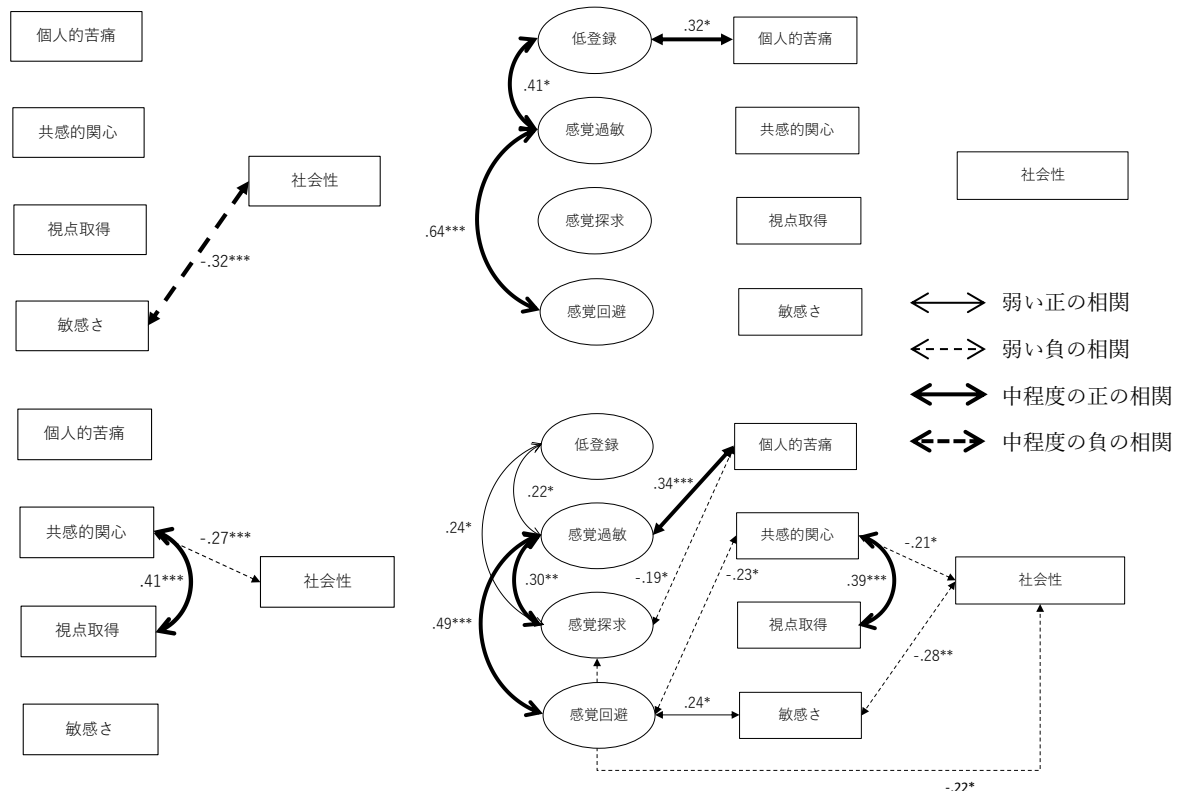 個人的苦痛
共感的関心
視点取得
敏感さ
社会性
-.32***
低登録
感覚過敏
感覚探求
感覚回避
.32*
.41*
.64***
個人的苦痛
共感的関心
視点取得
敏感さ
社会性
弱い正の相関
弱い負の相関
中程度の正の相関
中程度の負の相関
個人的苦痛
共感的関心
視点取得
敏感さ
-.27***
.41***
社会性
低登録
感覚過敏
感覚探求
感覚回避
.22*
.24*
.30**
.49***
.34***
-.19*
-.23*
.24*
個人的苦痛
共感的関心
視点取得
敏感さ
.39***
-.21*
-.28**
社会性
-.22*